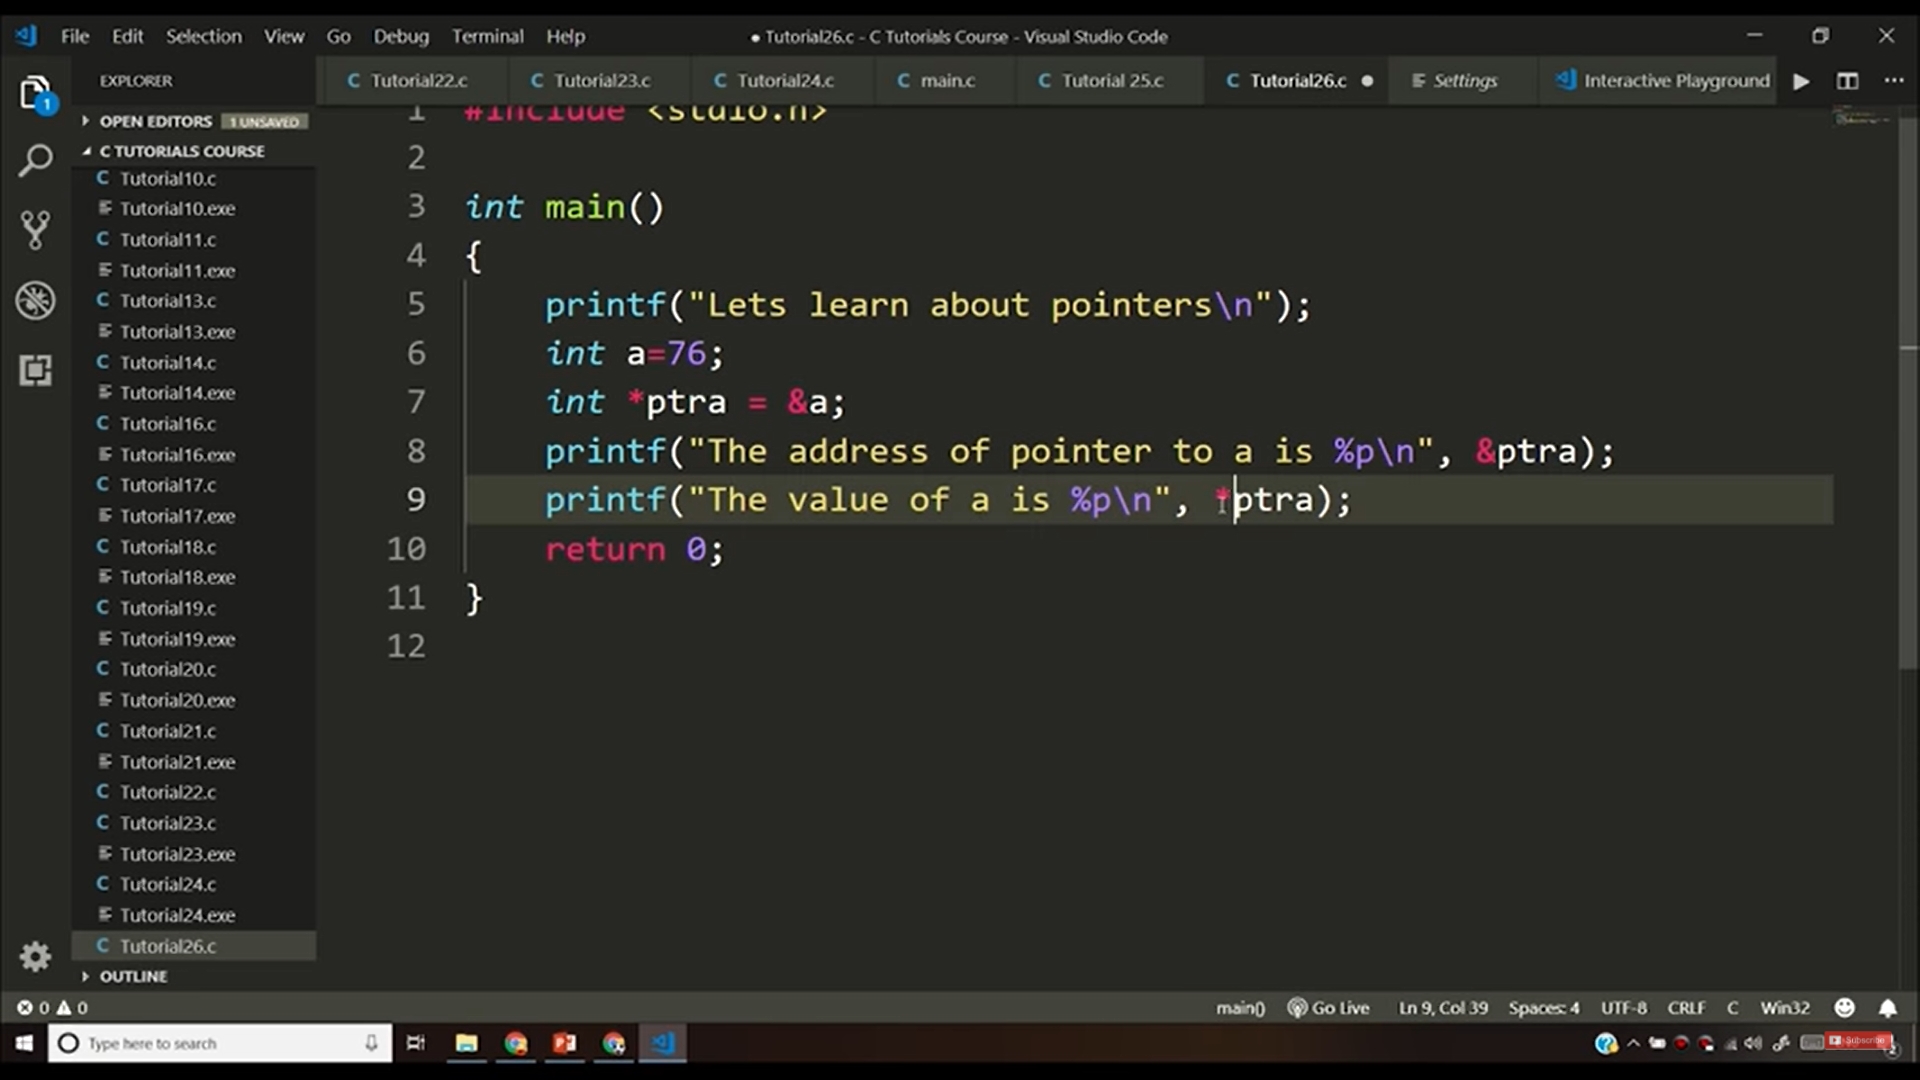 File Edit Selection View Go Debug Terminal Help
● Tutorial26.c - C Tutorials Course - Visual Studio Code
EXPLORER
Tutorial22.c Tutorial23.c Tutorial24.c main.c Tutorial 25.c Tutorial26.c ● Settings Interactive Playground
1
OPEN EDITORS 1 UNSAVED
C TUTORIALS COURSE
Tutorial10.c
Tutorial10.exe
Tutorial11.c
Tutorial11.exe
Tutorial13.c
Tutorial13.exe
Tutorial14.c
Tutorial14.exe
Tutorial16.c
Tutorial16.exe
Tutorial17.c
Tutorial17.exe
Tutorial18.c
Tutorial18.exe
Tutorial19.c
Tutorial19.exe
Tutorial20.c
Tutorial20.exe
Tutorial21.c
Tutorial21.exe
Tutorial22.c
Tutorial23.c
Tutorial23.exe
Tutorial24.c
Tutorial24.exe
Tutorial26.c
OUTLINE
1 #include <stdio.h>
2
3 int main()
4 {
5 printf("Lets learn about pointers\n");
6 int a=76;
7 int *ptra = &a;
8 printf("The address of pointer to a is %p\n", &ptra);
9 printf("The value of a is %p\n", *ptra);
10 return 0;
11 }
12
0 0 main() Go Live Ln 9, Col 39 Spaces: 4 UTF-8 CRLF C Win32
Type here to search
Subscribe